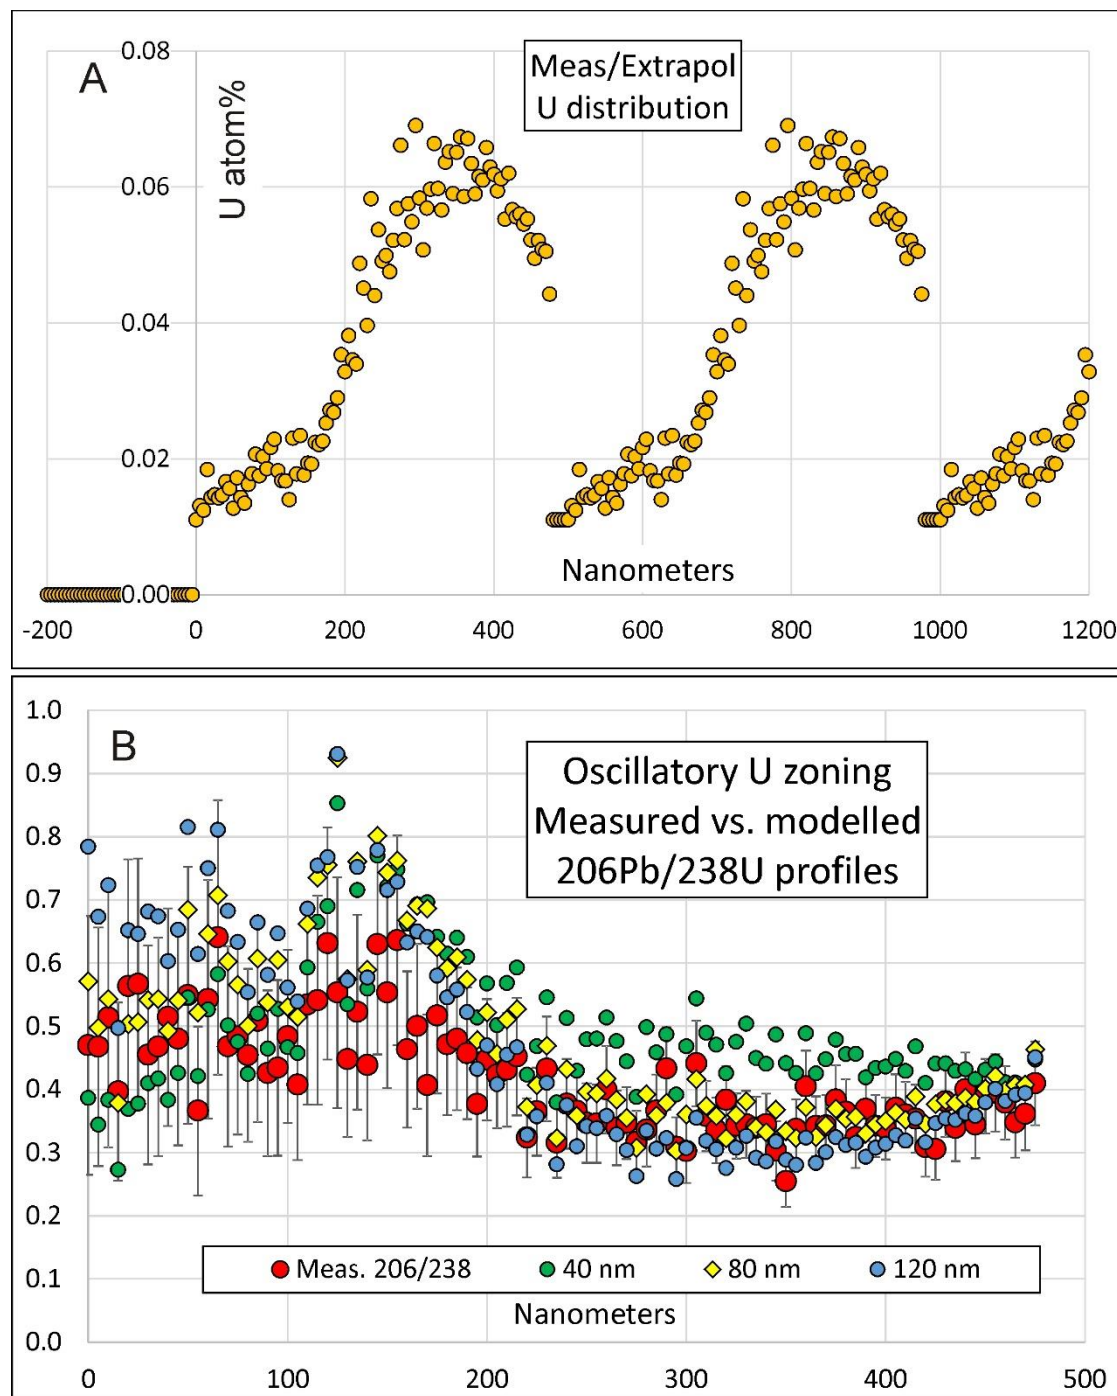 A
Meas/Extrapol
U distribution
U atom%
0.08
0.06
0.04
0.02
0.00
Nanometers
-200 0 200 400 600 800 1000 1200
B
Oscillatory U zoning
Measured vs. modelled
206Pb/238U profiles
1.0
0.9
0.8
0.7
0.6
0.5
0.4
0.3
0.2
0.1
0.0
Meas. 206/238 40 nm 80 nm 120 nm
Nanometers
0 100 200 300 400 500